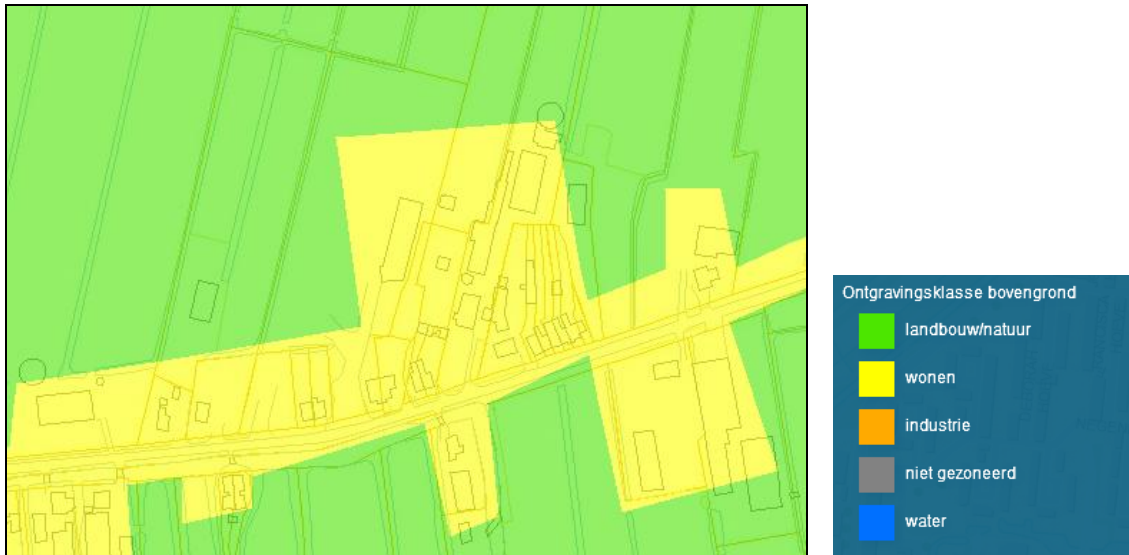 Ontgravingsklasse bovengrond
landbouw/natuur
wonen
industrie
niet gezoneerd
water